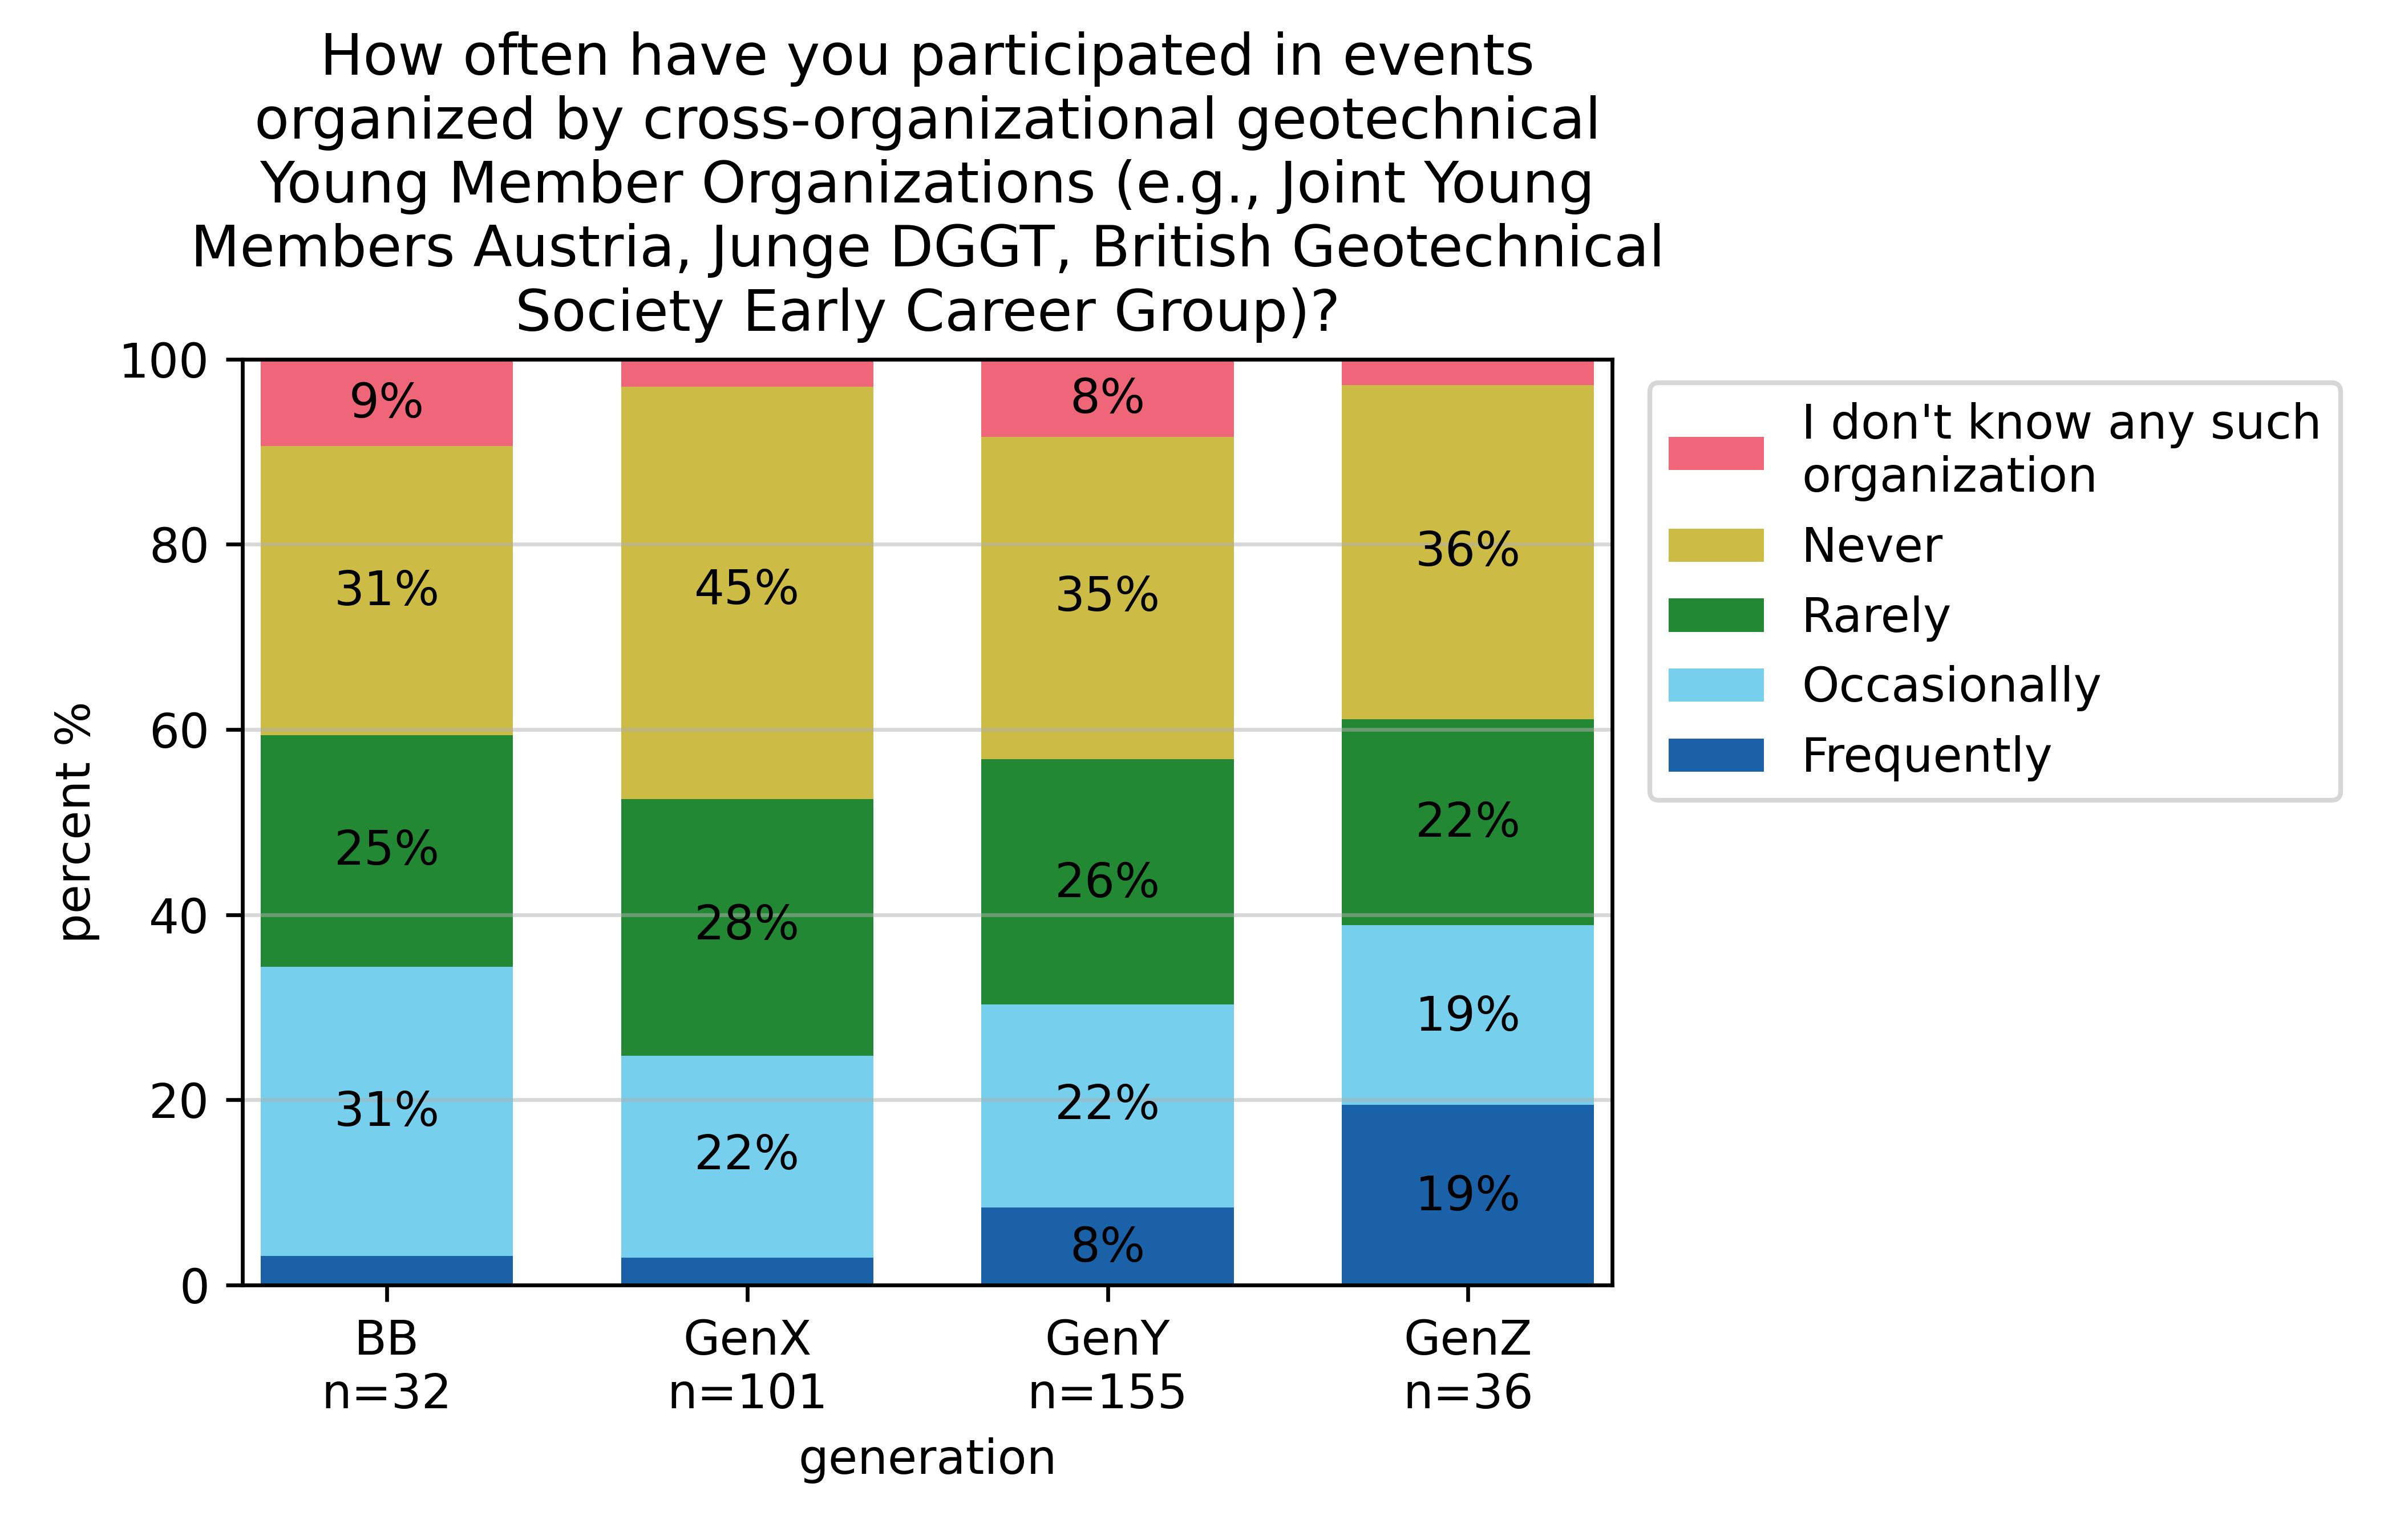 How often have you participated in events
organized by cross-organizational geotechnical
Young Member Organizations (e.g., Joint Young
Members Austria, Junge DGGT, British Geotechnical
Society Early Career Group)?
percent %
100
80
60
40
20
0
9%
31%
25%
31%
45%
28%
22%
8%
35%
26%
22%
8%
36%
22%
19%
19%
BB
n=32
GenX
n=101
GenY
n=155
GenZ
n=36
generation
I don't know any such
organization
Never
Rarely
Occasionally
Frequently